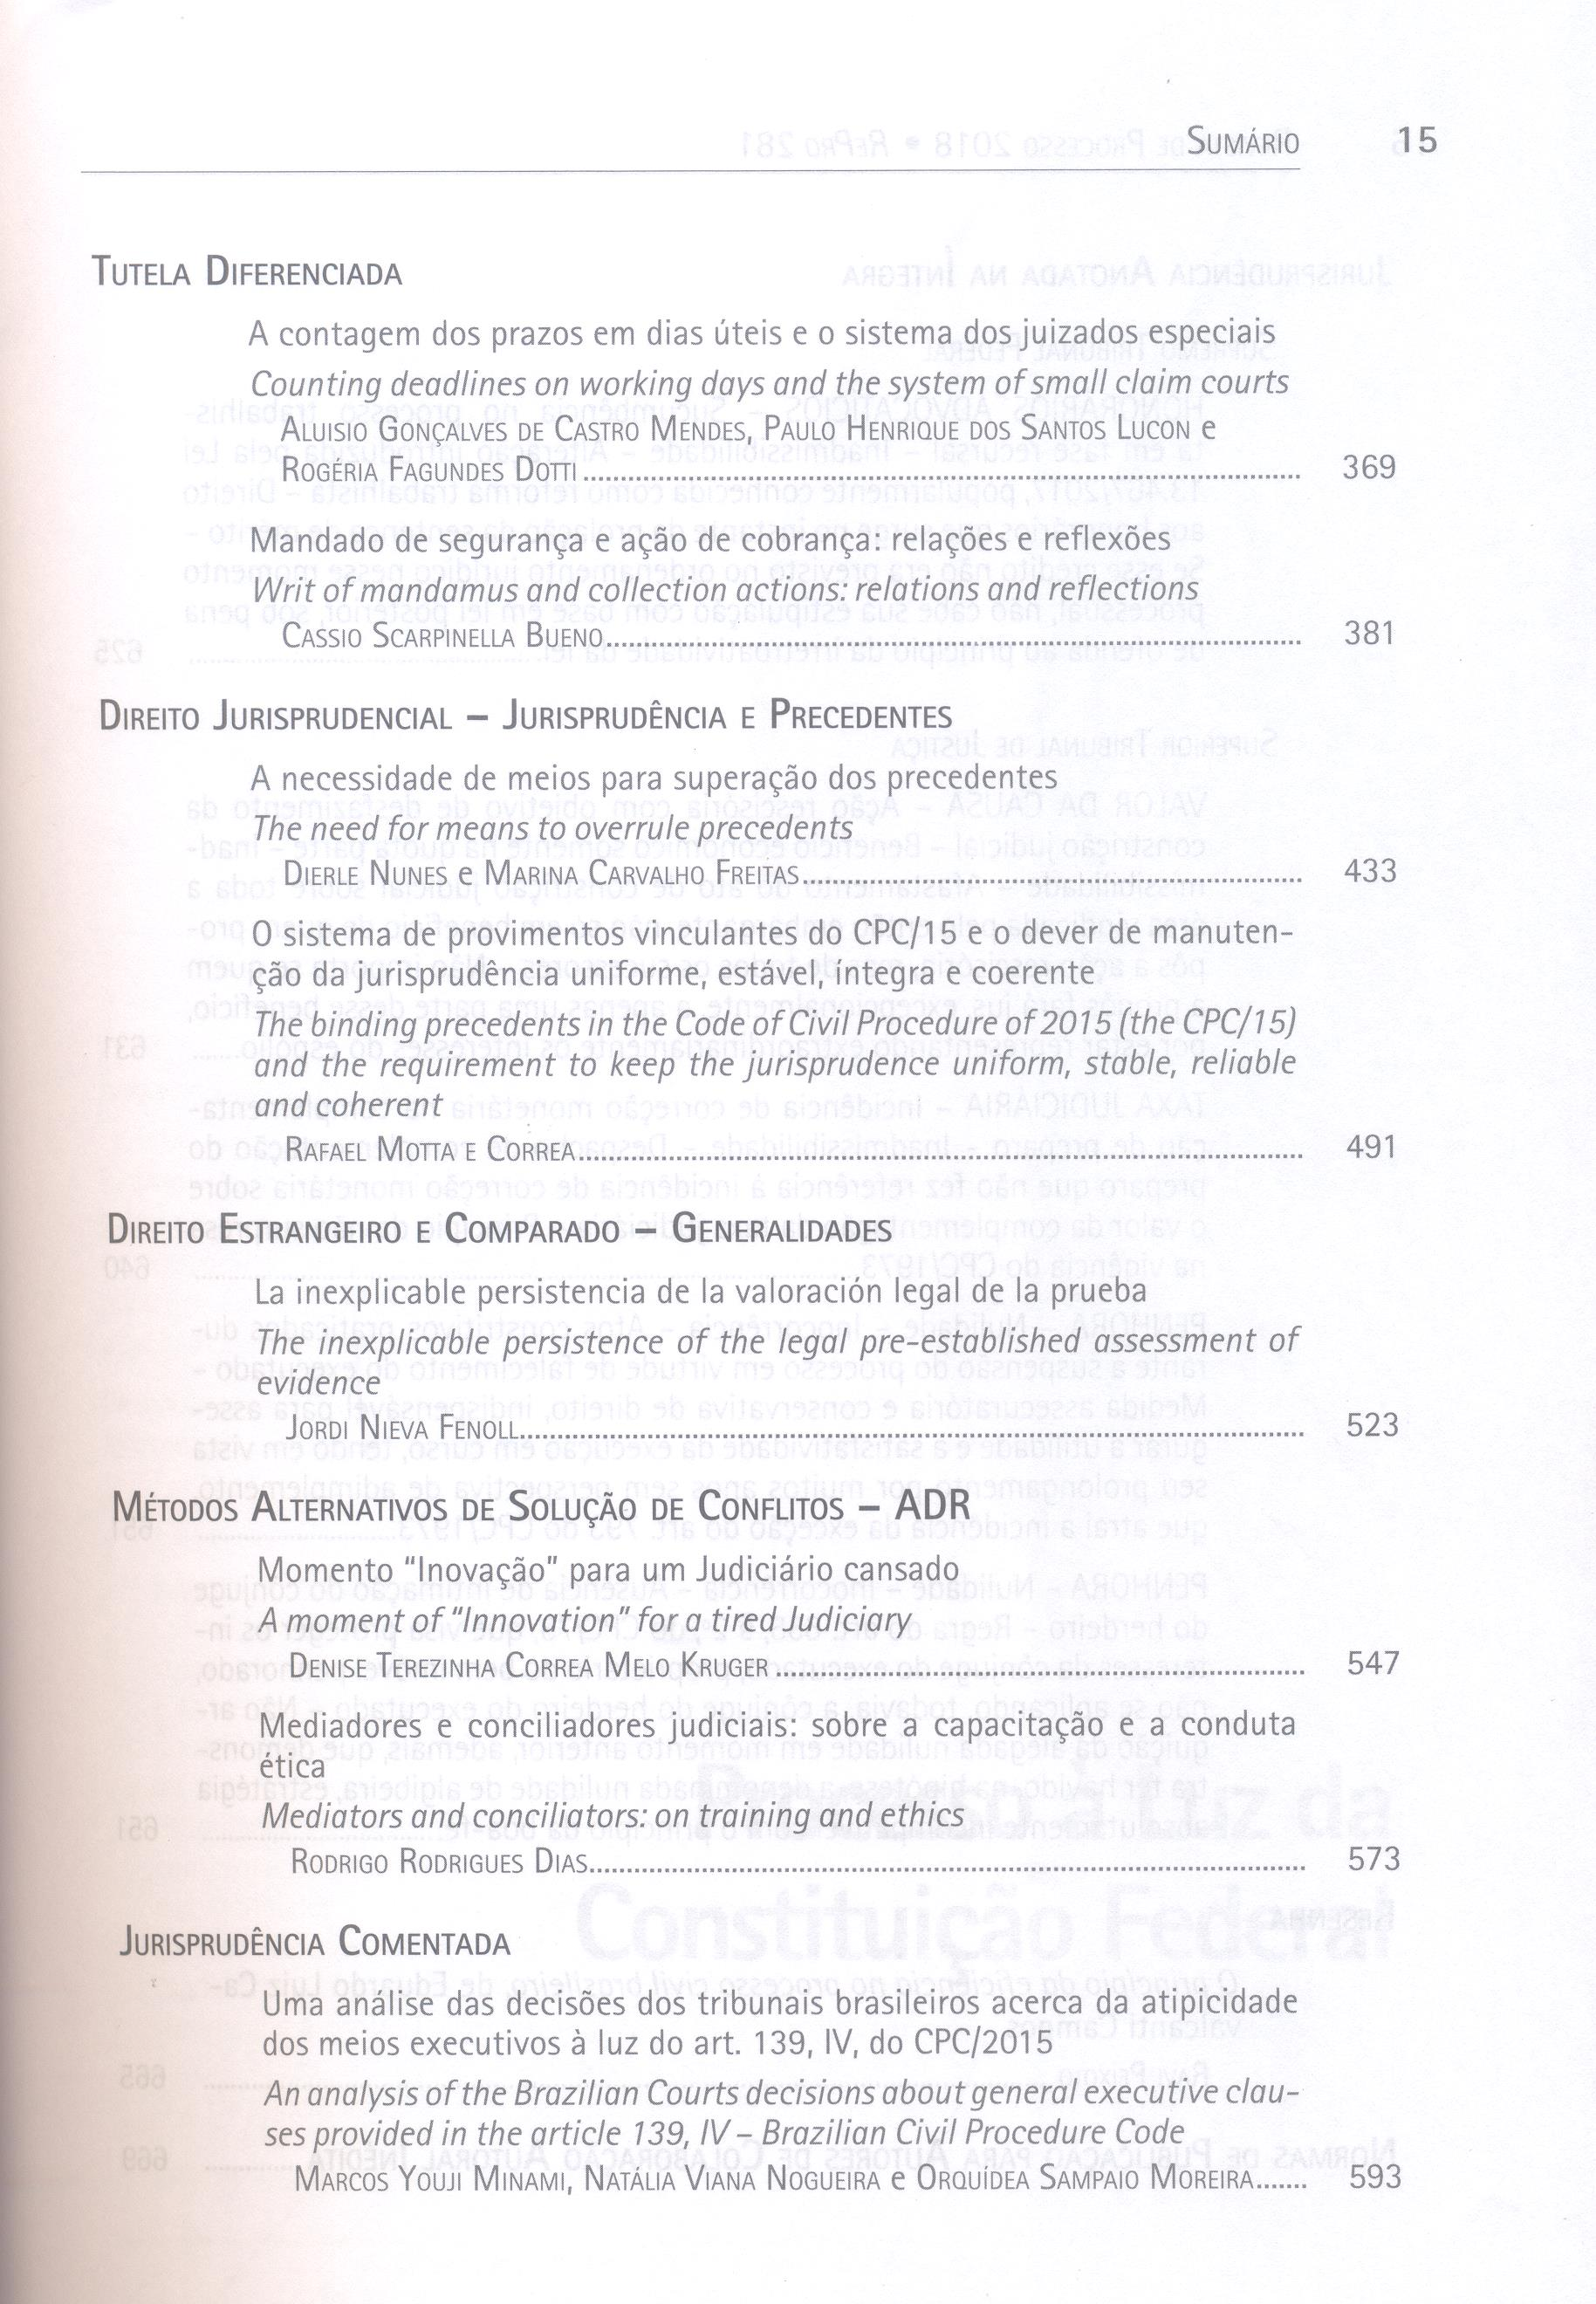 SUMÁRIO 15
TUTELA DIFERENCIADA
A contagem dos prazos em dias úteis e o sistema dos juizados especiais
Counting deadlines on working days and the system of small claim courts
ALUISIO GONÇALVES DE CASTRO MENDES, PAULO HENRIQUE DOS SANTOS LUCON e
ROGÉRIA FAGUNDES DOTTI 369
Mandado de segurança e ação de cobrança: relações e reflexões
Writ of mandamus and collection actions: relations and reflections
CASSIO SCARPINELLA BUENO 381
DIREITO JURISPRUDENCIAL – JURISPRUDÊNCIA E PRECEDENTES
A necessidade de meios para superação dos precedentes
The need for means to overrule precedents
DIERLE NUNES e MARINA CARVALHO FREITAS 433
O sistema de provimentos vinculantes do CPC/15 e o dever de manuten-
ção da jurisprudência uniforme, estável, íntegra e coerente
The binding precedents in the Code of Civil Procedure of 2015 (the CPC/15)
and the requirement to keep the jurisprudence uniform, stable, reliable
and coherent
RAFAEL MOTTA E CORREA 491
DIREITO ESTRANGEIRO E COMPARADO – GENERALIDADES
La inexplicable persistencia de la valoración legal de la prueba
The inexplicable persistence of the legal pre-established assessment of
evidence
JORDI NIEVA FENOLL 523
MÉTODOS ALTERNATIVOS DE SOLUÇÃO DE CONFLITOS – ADR
Momento "Inovação" para um Judiciário cansado
A moment of "Innovation" for a tired Judiciary
DENISE TEREZINHA CORREA MELO KRUGER 547
Mediadores e conciliadores judiciais: sobre a capacitação e a conduta
ética
Mediators and conciliators: on training and ethics
RODRIGO RODRIGUES DIAS 573
JURISPRUDÊNCIA COMENTADA
Uma análise das decisões dos tribunais brasileiros acerca da atipicidade
dos meios executivos à luz do art. 139, IV, do CPC/2015
An analysis of the Brazilian Courts decisions about general executive clau-
ses provided in the article 139, IV – Brazilian Civil Procedure Code
MARCOS YOUJI MINAMI, NATÁLIA VIANA NOGUEIRA e ORQUÍDEA SAMPAIO MOREIRA 593